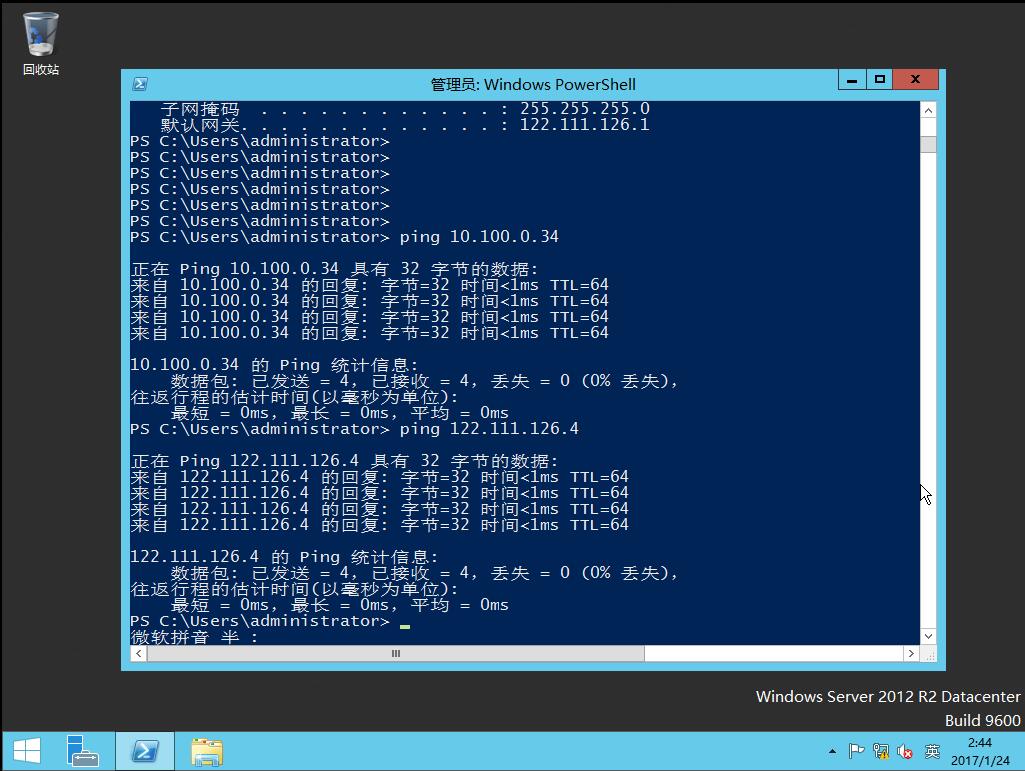 回收站
管理员: Windows PowerShell
子网掩码  . . . . . . . . . . . . : 255.255.255.0
默认网关. . . . . . . . . . . . . : 122.111.126.1
PS C:\Users\administrator>
PS C:\Users\administrator>
PS C:\Users\administrator>
PS C:\Users\administrator>
PS C:\Users\administrator>
PS C:\Users\administrator>
PS C:\Users\administrator> ping 10.100.0.34
正在 Ping 10.100.0.34 具有 32 字节的数据:
来自 10.100.0.34 的回复: 字节=32 时间<1ms TTL=64
来自 10.100.0.34 的回复: 字节=32 时间<1ms TTL=64
来自 10.100.0.34 的回复: 字节=32 时间<1ms TTL=64
来自 10.100.0.34 的回复: 字节=32 时间<1ms TTL=64
10.100.0.34 的 Ping 统计信息:
数据包: 已发送 = 4，已接收 = 4，丢失 = 0 (0% 丢失)，
往返行程的估计时间(以毫秒为单位):
最短 = 0ms，最长 = 0ms，平均 = 0ms
PS C:\Users\administrator> ping 122.111.126.4
正在 Ping 122.111.126.4 具有 32 字节的数据:
来自 122.111.126.4 的回复: 字节=32 时间<1ms TTL=64
来自 122.111.126.4 的回复: 字节=32 时间<1ms TTL=64
来自 122.111.126.4 的回复: 字节=32 时间<1ms TTL=64
来自 122.111.126.4 的回复: 字节=32 时间<1ms TTL=64
122.111.126.4 的 Ping 统计信息:
数据包: 已发送 = 4，已接收 = 4，丢失 = 0 (0% 丢失)，
往返行程的估计时间(以毫秒为单位):
最短 = 0ms，最长 = 0ms，平均 = 0ms
PS C:\Users\administrator>
微软拼音 半 :
Windows Server 2012 R2 Datacenter
Build 9600
英
2:44
2017/1/24